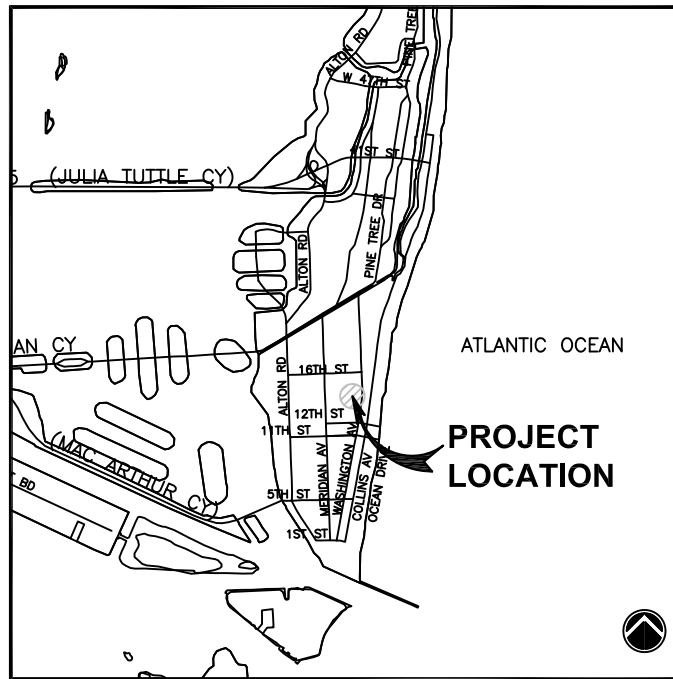 ALTON RD
PINE TREE
W 47TH ST
41ST ST
5 (JULIA TUTTLE CY)
PINE TREE DR
ALTON RD
ATLANTIC OCEAN
AN CY
16TH ST
ALTON RD
12TH ST
11TH ST
PROJECT
LOCATION
(MAC ARTHUR CY)
MERIDIAN AV
WASHINGTON AV
COLLINS AV
OCEAN DRIVE
BD
5TH ST
1ST ST